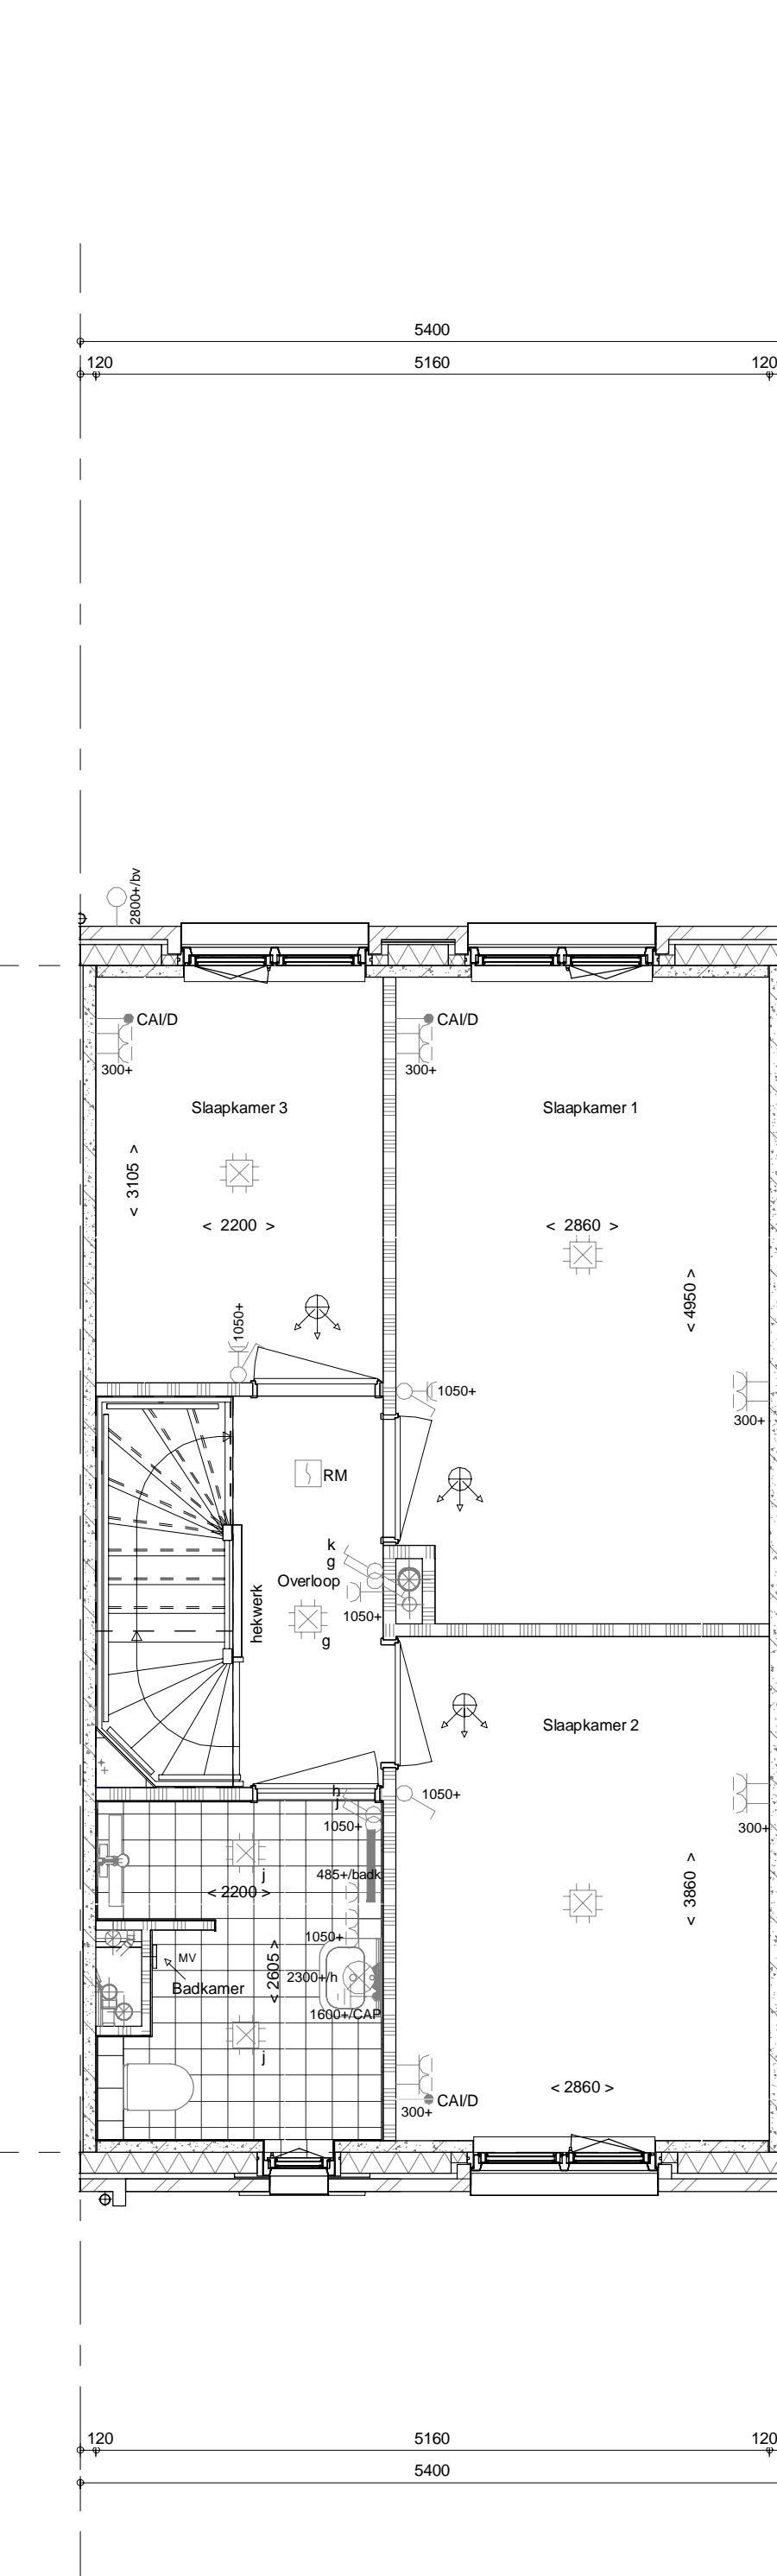 5400
120 5160 120
2800+/bv
CAI/D CAI/D
300+ 300+
Slaapkamer 3 Slaapkamer 1
< 3105 >
< 2200 > < 2860 >
< 4950 >
1050+
1050+
300+
RM
k
g
Overloop
hekwerk
1050+
g
Slaapkamer 2
h
j
1050+
1050+
300+
j
485+/badk
< 2200 >
< 3860 >
1050+
MV
< 2605 >
2300+/h
Badkamer
1600+/CAP
j
< 2860 >
CAI/D
300+
120 5160 120
5400